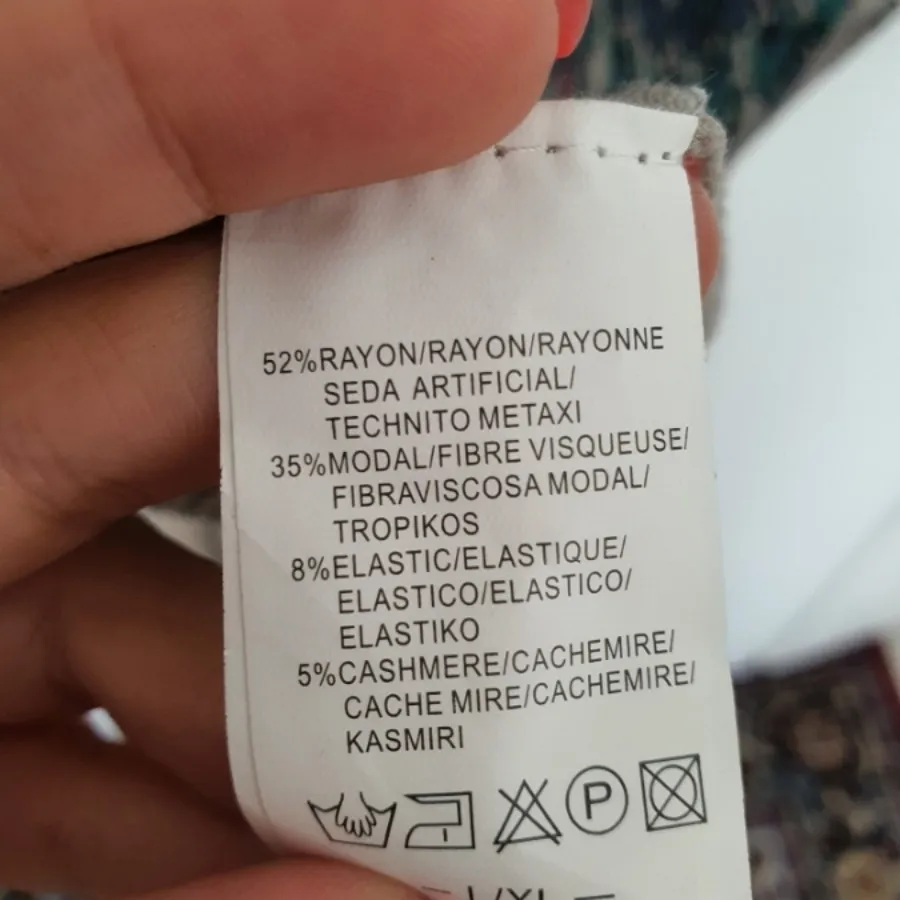 52%RAYON/RAYON/RAYONNE
SEDA ARTIFICIAL/
TECHNITO METAXI
35%MODAL/FIBRE VISQUEUSE/
FIBRAVISCOSA MODAL/
TROPIKOS
8%ELASTIC/ELASTIQUE/
ELASTICO/ELASTICO/
ELASTIKO
5%CASHMERE/CACHEMIRE/
CACHE MIRE/CACHEMIRE/
KASMIRI
P